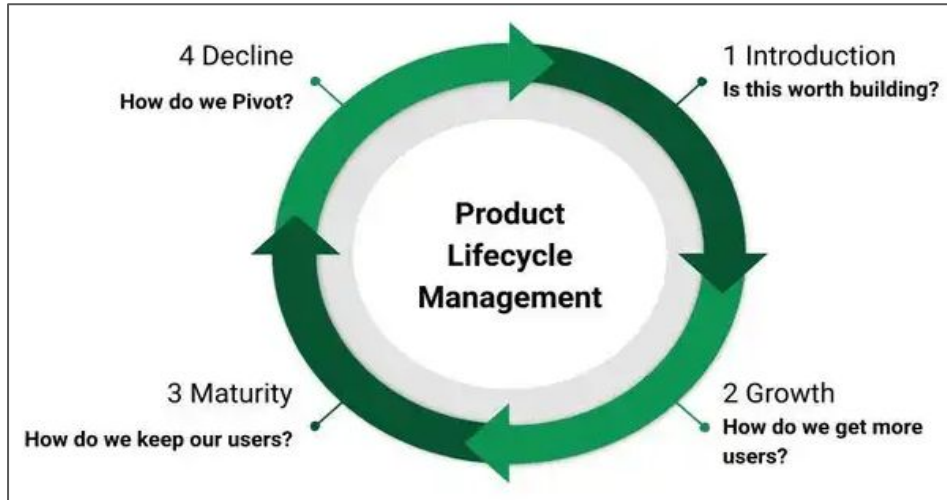 4 Decline
How do we Pivot?
1 Introduction
Is this worth building?
Product
Lifecycle
Management
3 Maturity
How do we keep our users?
2 Growth
How do we get more
users?